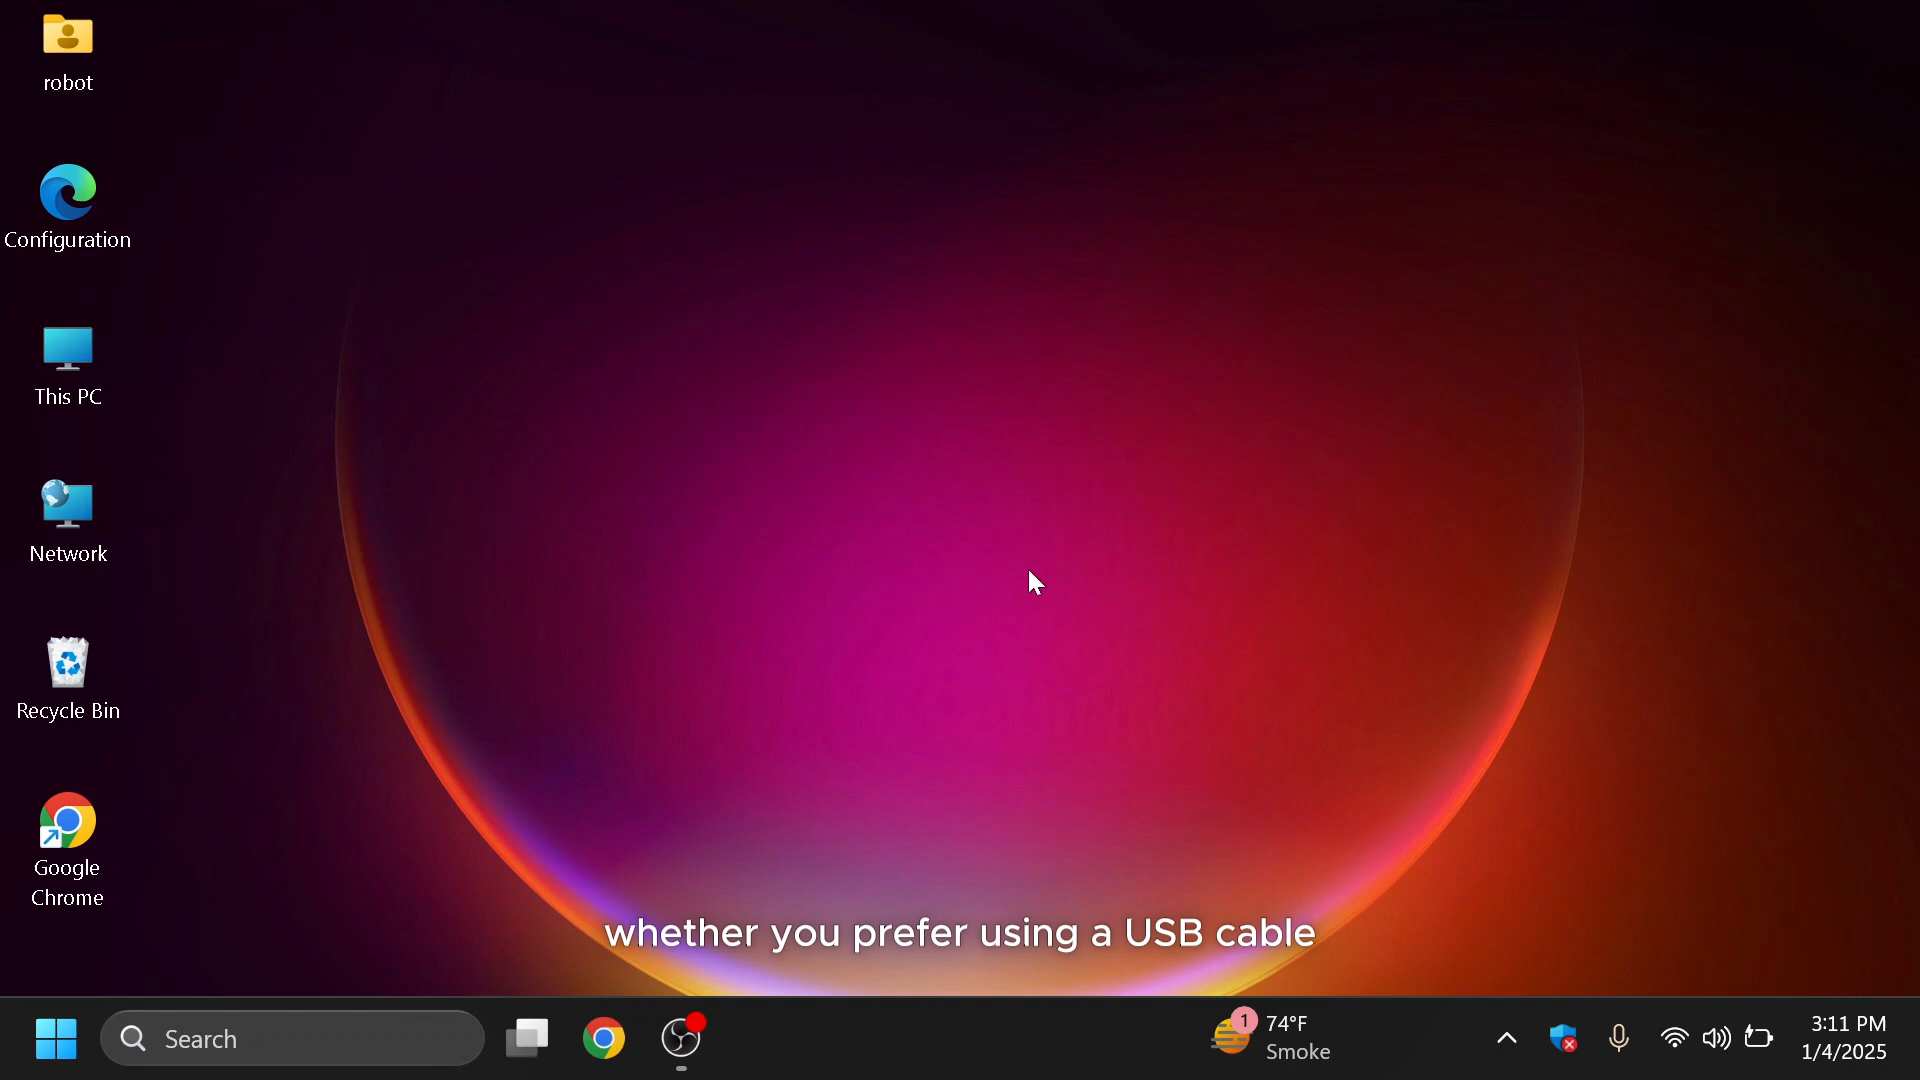 robot
Configuration
This PC
Network
Recycle Bin
Google
Chrome
whether you prefer using a USB cable
Search
1
74°F
Smoke
3:11 PM
1/4/2025